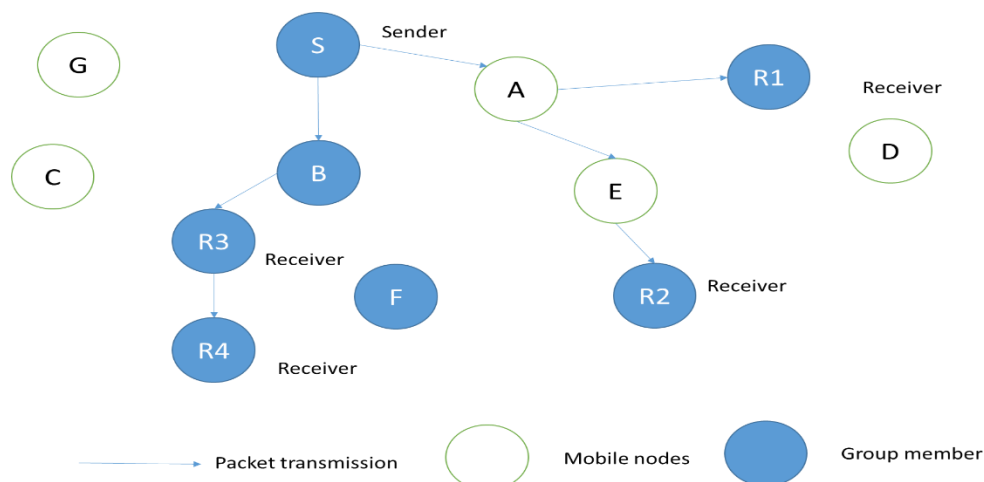 S
Sender
G
A
R1
Receiver
D
C
B
E
R3
Receiver
F
R2
Receiver
R4
Receiver
Packet transmission
Mobile nodes
Group member